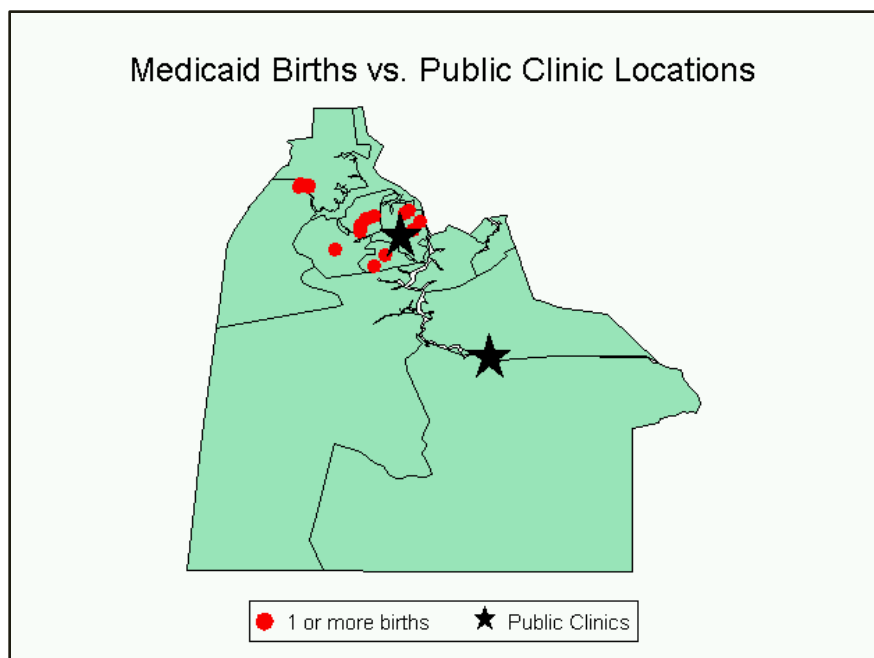 Medicaid Births vs. Public Clinic Locations
1 or more births
Public Clinics